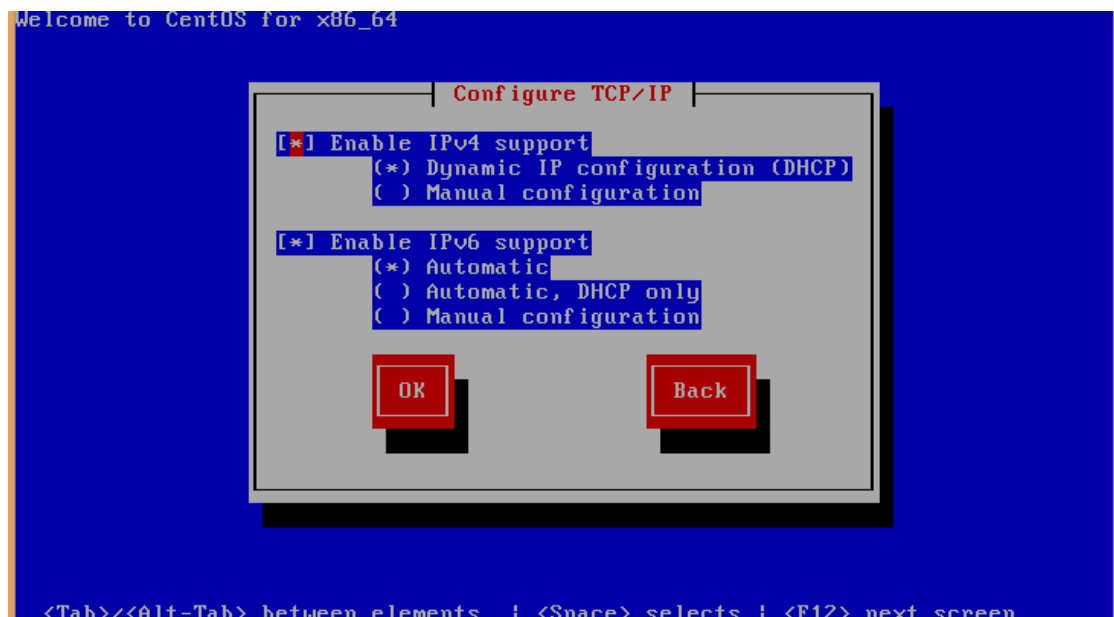 Welcome to CentOS for x86_64
Configure TCP/IP
[*] Enable IPv4 support
(*) Dynamic IP configuration (DHCP)
( ) Manual configuration
[*] Enable IPv6 support
(*) Automatic
( ) Automatic, DHCP only
( ) Manual configuration
OK Back
<Tab>/<Alt-Tab> between elements | <Space> selects | <F12> next screen